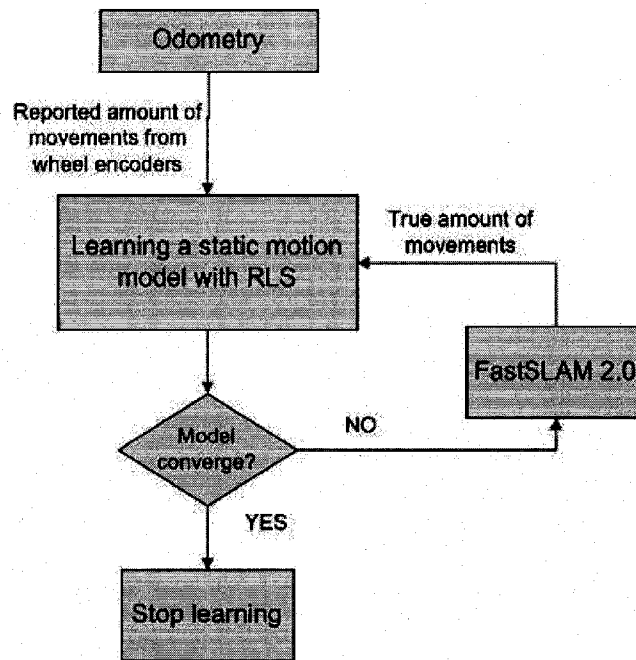 Odometry
Reported amount of
movements from
wheel encoders
Learning a static motion
model with RLS
True amount of
movements
FastSLAM 2.0
Model
converge?
NO
YES
Stop learning